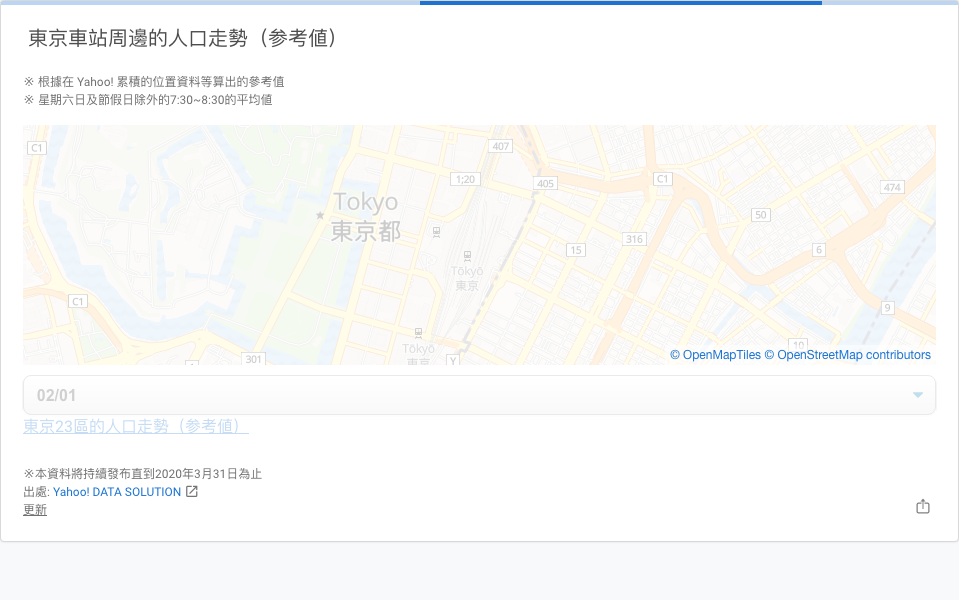 東京車站周邊的人口走勢（参考値）
※ 根據在 Yahoo! 累積的位置資料等算出的參考值
※ 星期六日及節假日除外的7:30~8:30的平均値
C1
407
1;20
405
C1
474
Tokyo
東京都
50
316
15
6
Tōkyō
東京
C1
9
10
Tōkyō
東京
301
Y
© OpenMapTiles © OpenStreetMap contributors
02/01
東京23區的人口走勢（参考値）
※本資料將持續發布直到2020年3月31日為止
出處: Yahoo! DATA SOLUTION
更新